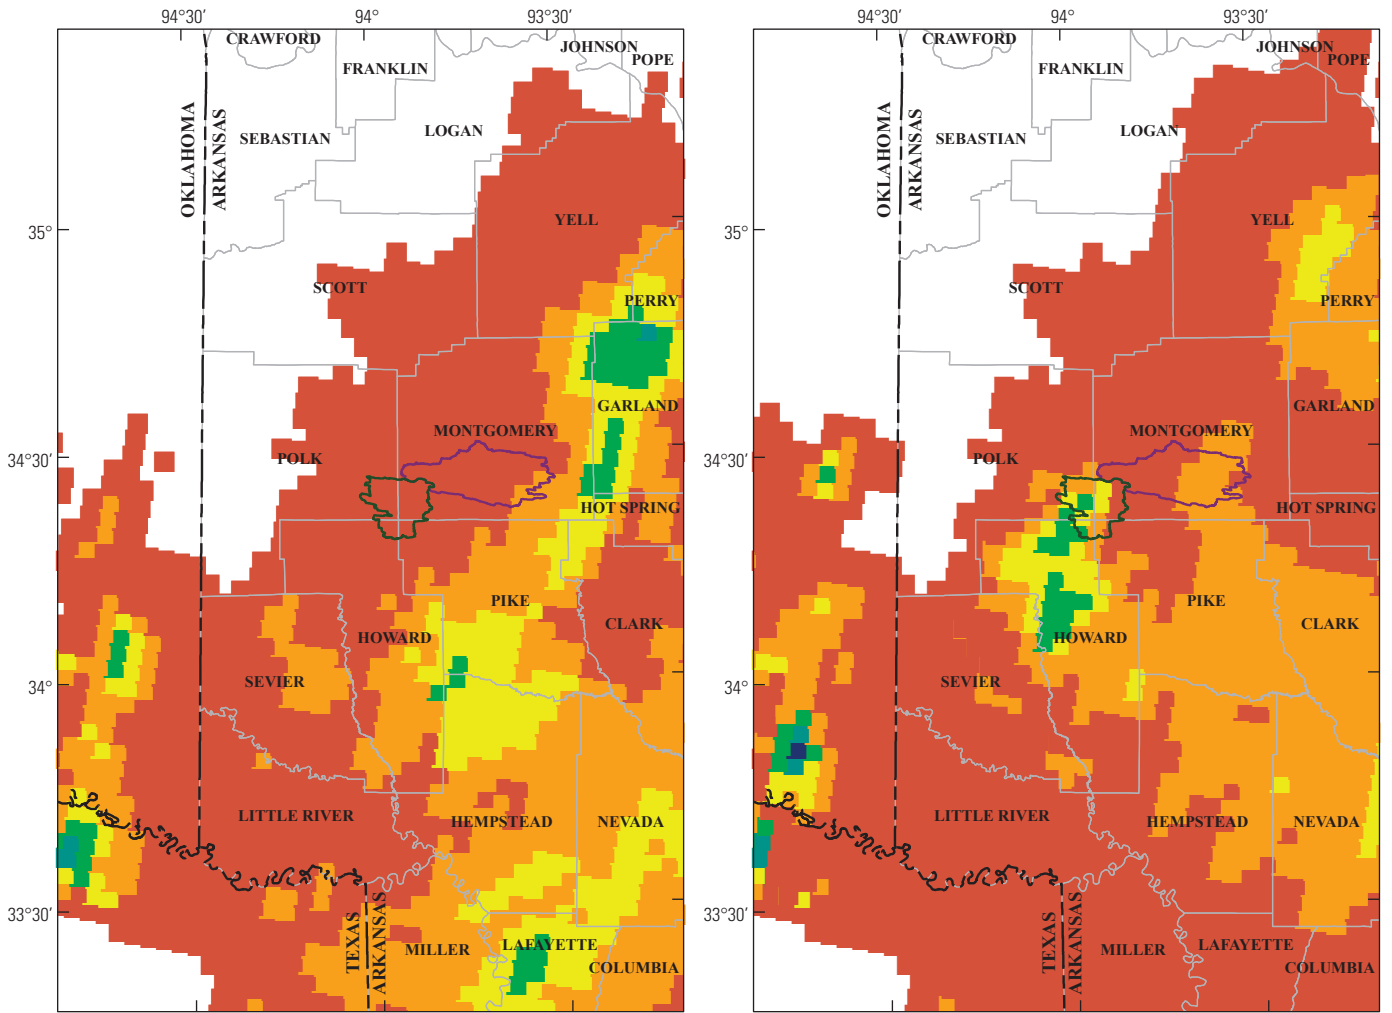 94°30′ 94° 93°30′
CRAWFORD
JOHNSON
POPE
FRANKLIN
OKLAHOMA
ARKANSAS
SEBASTIAN
LOGAN
35°
YELL
SCOTT
PERRY
GARLAND
MONTGOMERY
34°30′
POLK
HOT SPRING
PIKE
CLARK
HOWARD
34°
SEVIER
LITTLE RIVER
HEMPSTEAD
NEVADA
33°30′
TEXAS
ARKANSAS
MILLER
LAFAYETTE
COLUMBIA
94°30′ 94° 93°30′
CRAWFORD
JOHNSON
POPE
FRANKLIN
OKLAHOMA
ARKANSAS
SEBASTIAN
LOGAN
35°
YELL
SCOTT
PERRY
GARLAND
MONTGOMERY
34°30′
POLK
HOT SPRING
PIKE
CLARK
HOWARD
34°
SEVIER
LITTLE RIVER
HEMPSTEAD
NEVADA
33°30′
TEXAS
ARKANSAS
MILLER
LAFAYETTE
COLUMBIA